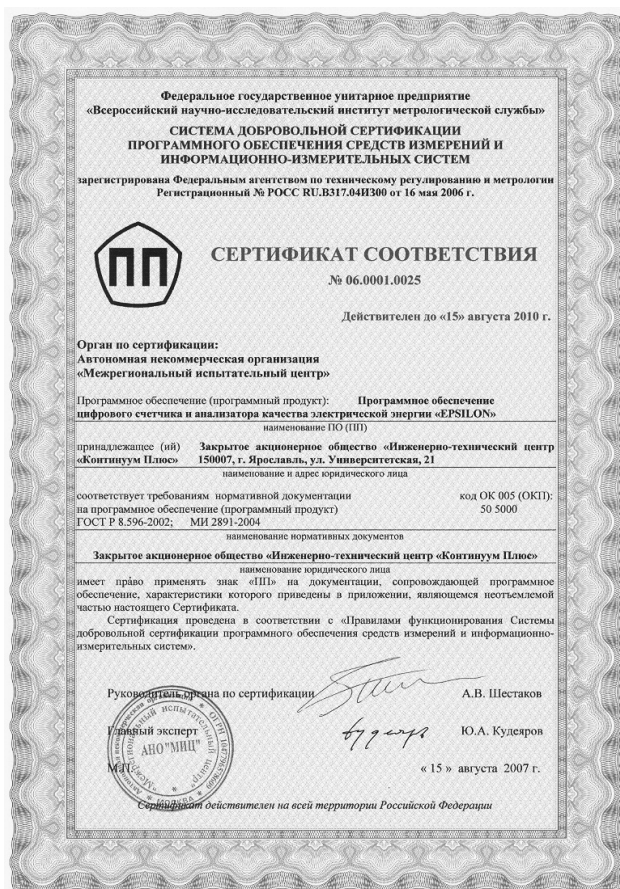 Федеральное государственное унитарное предприятие
«Всероссийский научно-исследовательский институт метрологической службы»
СИСТЕМА ДОБРОВОЛЬНОЙ СЕРТИФИКАЦИИ
ПРОГРАММНОГО ОБЕСПЕЧЕНИЯ СРЕДСТВ ИЗМЕРЕНИЙ И
ИНФОРМАЦИОННО-ИЗМЕРИТЕЛЬНЫХ СИСТЕМ
зарегистрирована Федеральным агентством по техническому регулированию и метрологии
Регистрационный № РОСС RU.В317.04И300 от 16 мая 2006 г.
ПП
СЕРТИФИКАТ СООТВЕТСТВИЯ
№ 06.0001.0025
Действителен до «15» августа 2010 г.
Орган по сертификации:
Автономная некоммерческая организация
«Межрегиональный испытательный центр»
Программное обеспечение (программный продукт): Программное обеспечение
цифрового счетчика и анализатора качества электрической энергии «EPSILON»
наименование ПО (ПП)
принадлежащее (ий) Закрытое акционерное общество «Инженерно-технический центр
«Континуум Плюс» 150007, г. Ярославль, ул. Университетская, 21
наименование и адрес юридического лица
соответствует требованиям нормативной документации код ОК 005 (ОКП):
на программное обеспечение (программный продукт) 50 5000
ГОСТ Р 8.596-2002; МИ 2891-2004
наименование нормативных документов
Закрытое акционерное общество «Инженерно-технический центр «Континуум Плюс»
наименование юридического лица
имеет право применять знак «ПП» на документации, сопровождающей программное
обеспечение, характеристики которого приведены в приложении, являющемся неотъемлемой
частью настоящего Сертификата.
Сертификация проведена в соответствии с «Правилами функционирования Системы
добровольной сертификации программного обеспечения средств измерений и информационно-
измерительных систем».
Руководитель органа по сертификации А.В. Шестаков
Главный эксперт Ю.А. Кудеяров
АНО"МИЦ"
"Межрегиональный испытательный центр"
МОСКВА
М.П. « 15 » августа 2007 г.
Сертификат действителен на всей территории Российской Федерации